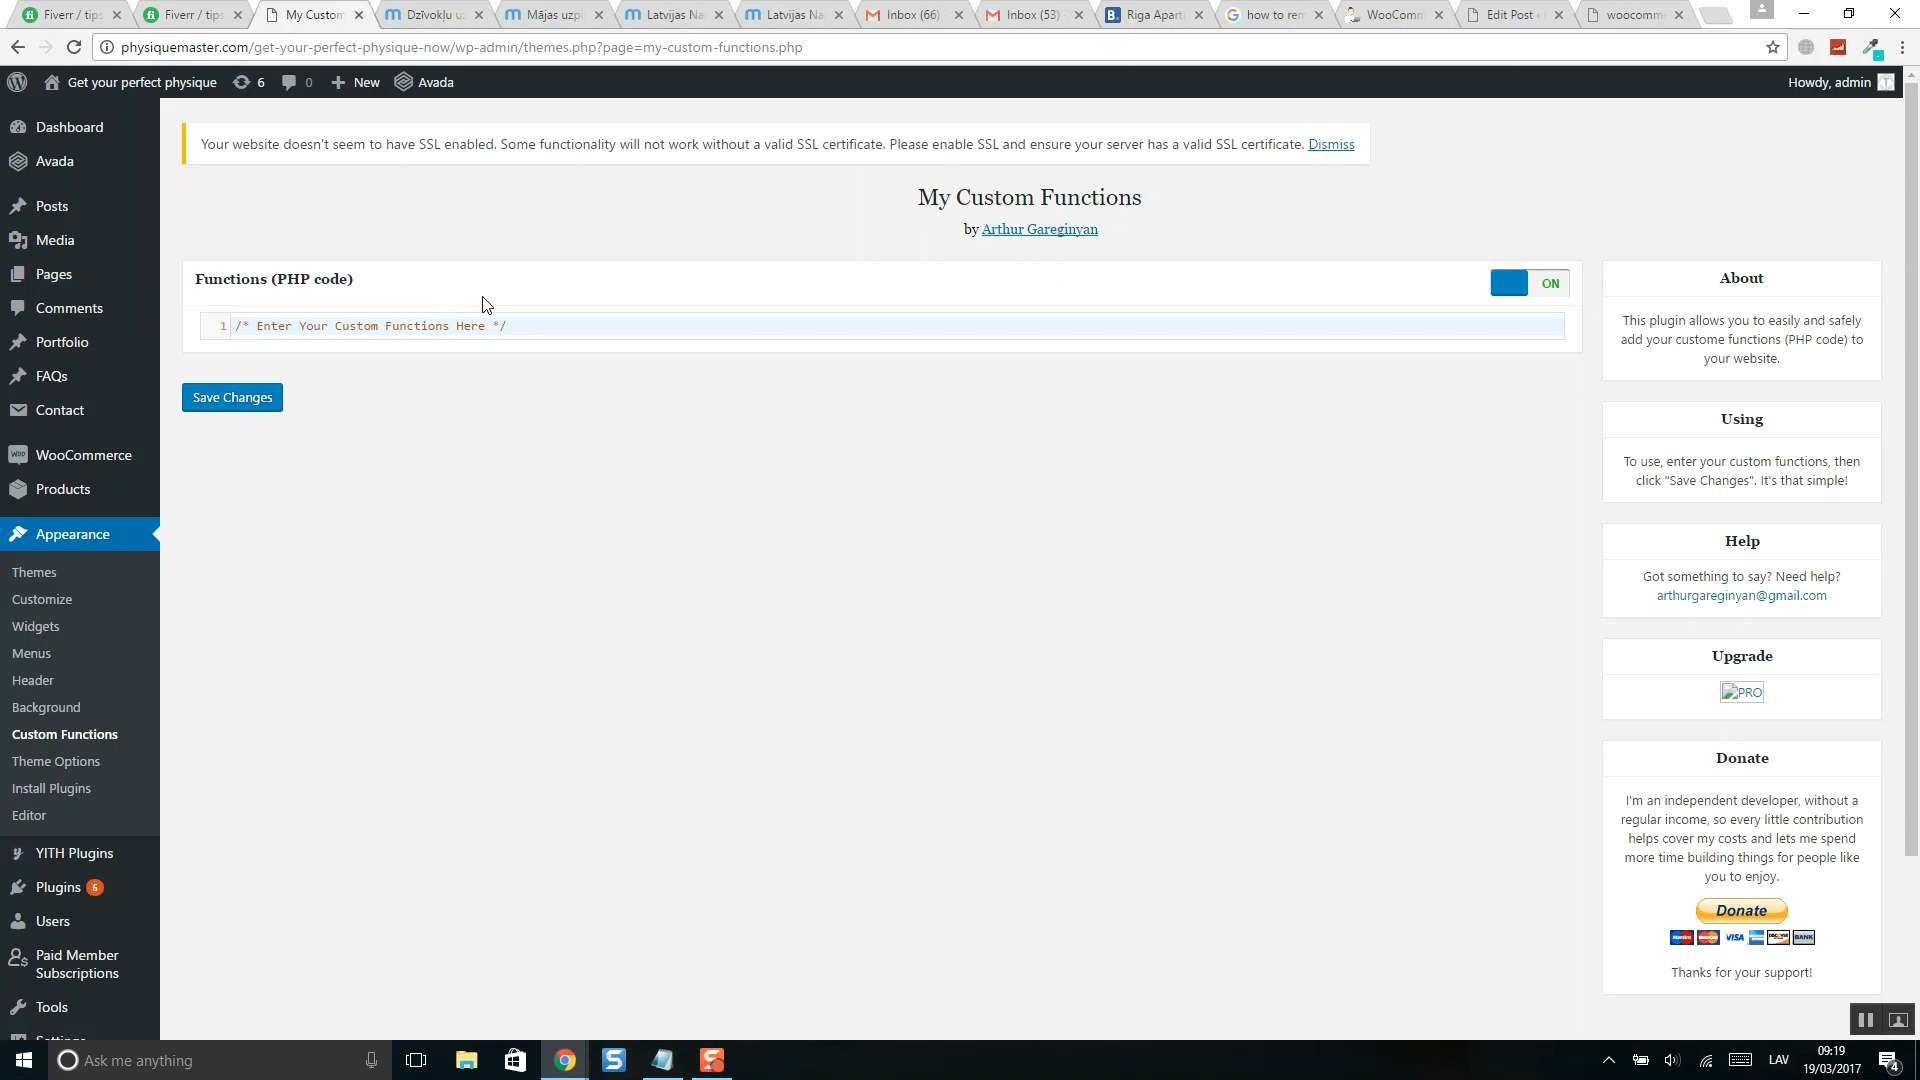 Fiverr / tips
Fiverr / tips
My Custom
Dzīvokļu u
Mājas uzp
Latvijas Na
Latvijas Na
Inbox (66)
Inbox (53)
Riga Apart
how to rem
WooComm
Edit Post
woocomm
physiquemaster.com/get-your-perfect-physique-now/wp-admin/themes.php?page=my-custom-functions.php
Get your perfect physique
6
0
New
Avada
Howdy, admin
Dashboard
Avada
Posts
Media
Pages
Comments
Portfolio
FAQs
Contact
WooCommerce
Products
Appearance
Themes
Customize
Widgets
Menus
Header
Background
Custom Functions
Theme Options
Install Plugins
Editor
YITH Plugins
Plugins 6
Users
Paid Member
Subscriptions
Tools
Your website doesn't seem to have SSL enabled. Some functionality will not work without a valid SSL certificate. Please enable SSL and ensure your server has a valid SSL certificate. Dismiss
My Custom Functions
by Arthur Gareginyan
Functions (PHP code)
ON
1 /* Enter Your Custom Functions Here */
Save Changes
About
This plugin allows you to easily and safely
add your custome functions (PHP code) to
your website.
Using
To use, enter your custom functions, then
click "Save Changes". It's that simple!
Help
Got something to say? Need help?
arthurgareginyan@gmail.com
Upgrade
PRO
Donate
I'm an independent developer, without a
regular income, so every little contribution
helps cover my costs and lets me spend
more time building things for people like
you to enjoy.
Donate
VISA
BANK
Thanks for your support!
Ask me anything
LAV
09:19
19/03/2017
4